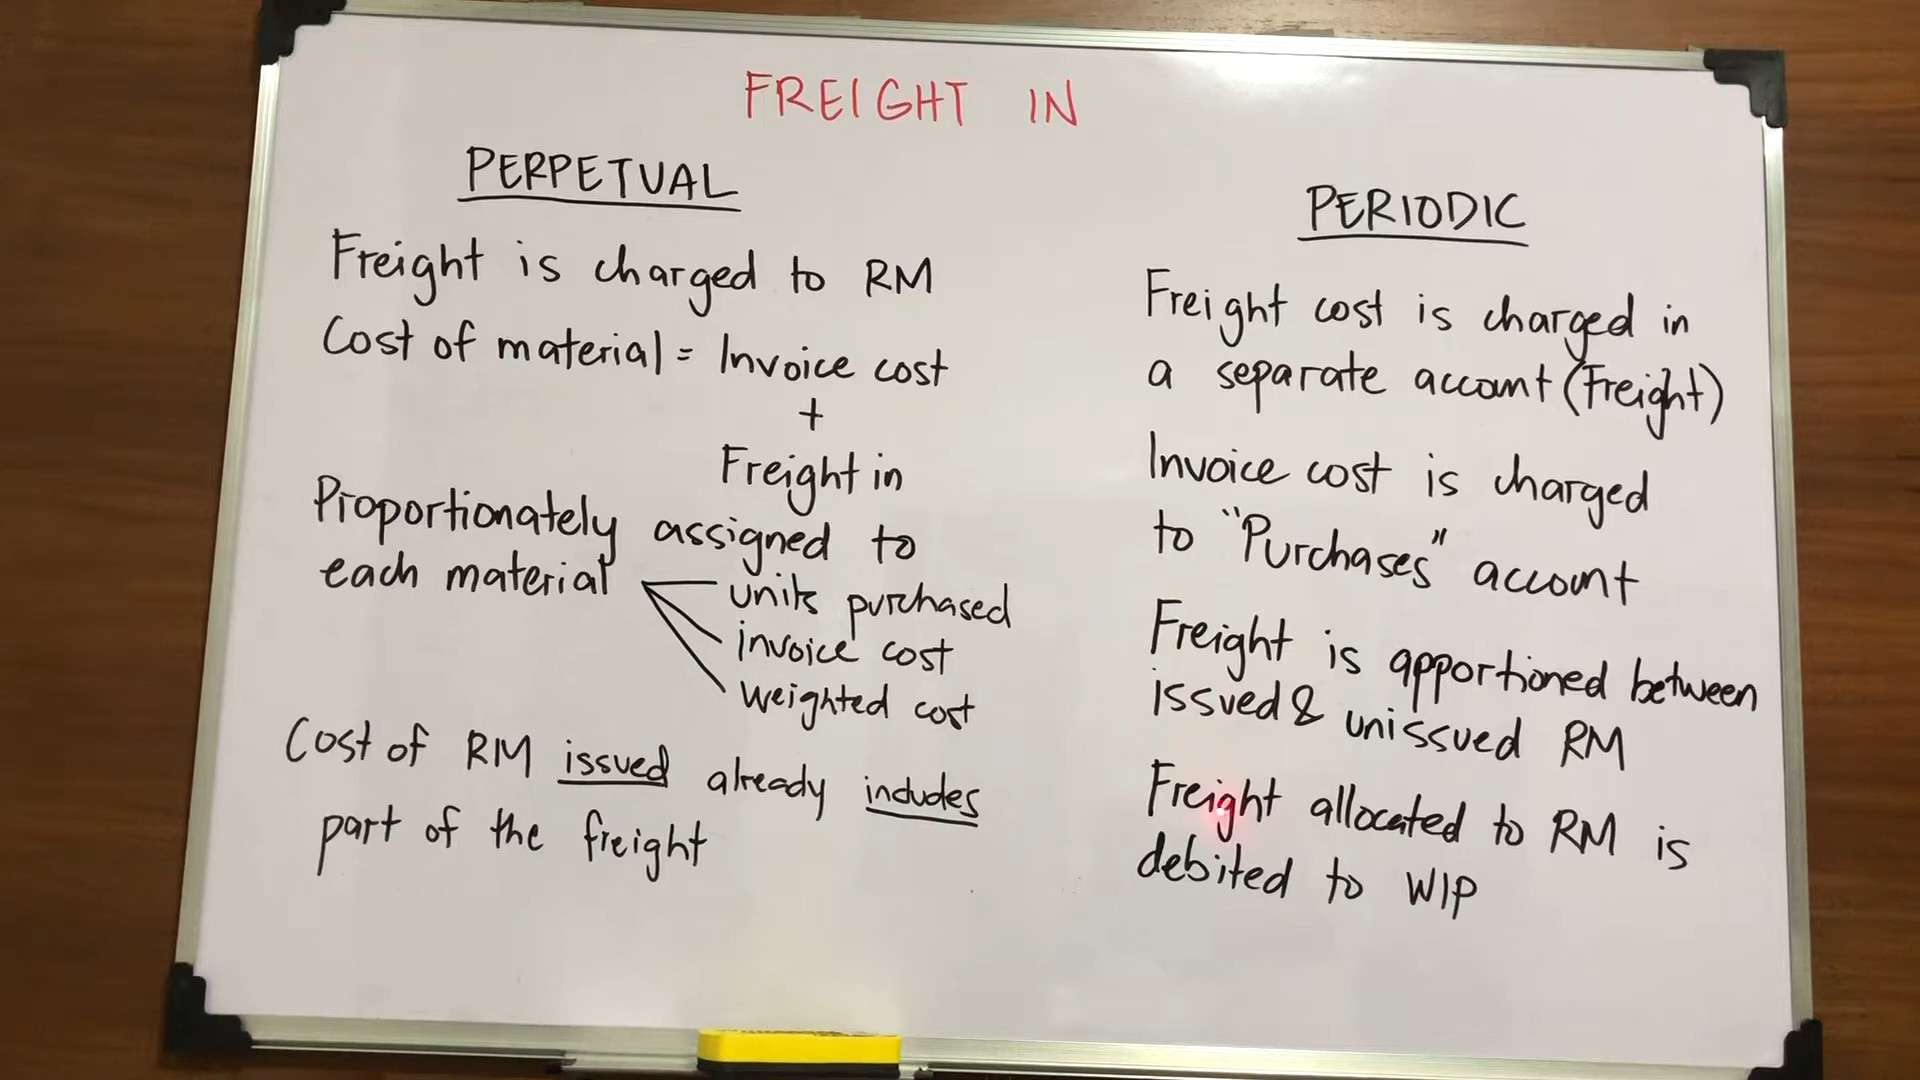 FREIGHT IN
PERPETUAL
Freight is charged to RM
Cost of material = Invoice cost
+
Freight in
Proportionately assigned to
each material
units purchased
invoice cost
weighted cost
Cost of RM issued already includes
part of the freight
PERIODIC
Freight cost is charged in
a separate account (Freight)
Invoice cost is charged
to "Purchases" account
Freight is apportioned between
issued & unissued RM
Freight allocated to RM is
debited to WIP